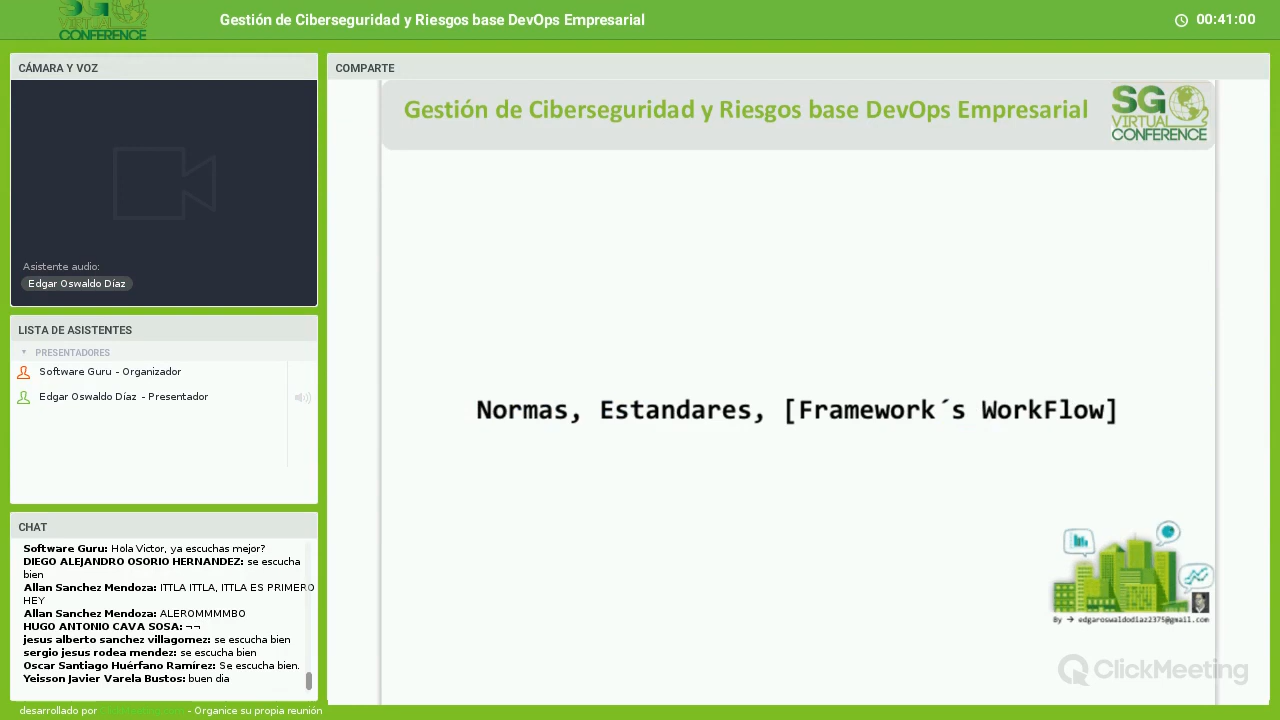 SG
VIRTUAL
CONFERENCE
Gestión de Ciberseguridad y Riesgos base DevOps Empresarial
00:41:00
CÁMARA Y VOZ
Asistente audio:
Edgar Oswaldo Díaz
LISTA DE ASISTENTES
PRESENTADORES
Software Guru - Organizador
Edgar Oswaldo Díaz - Presentador
CHAT
Software Guru: Hola Victor, ya escuchas mejor?
DIEGO ALEJANDRO OSORIO HERNANDEZ: se escucha
bien
Allan Sanchez Mendoza: ITTLA ITTLA, ITTLA ES PRIMERO
HEY
Allan Sanchez Mendoza: ALEROMMMMBO
HUGO ANTONIO CAVA SOSA: ¬¬
jesus alberto sanchez villagomez: se escucha bien
sergio jesus rodea mendez: se escucha bien
Oscar Santiago Huérfano Ramírez: Se escucha bien.
Yeisson Javier Varela Bustos: buen dia
desarrollado por - Organice su propia reunión
COMPARTE
Gestión de Ciberseguridad y Riesgos base DevOps Empresarial
SG
VIRTUAL
CONFERENCE
Normas, Estandares, [Framework´s WorkFlow]
By → edgaroswaldodiaz2375@gmail.com
ClickMeeting